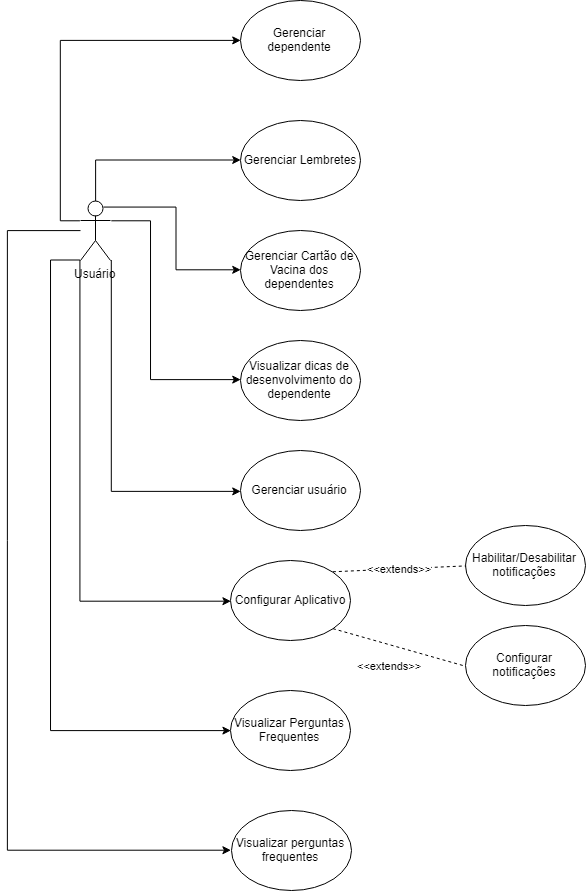 Gerenciar
dependente
Gerenciar Lembretes
Usuário
Gerenciar Cartão de
Vacina dos
dependentes
Visualizar dicas de
desenvolvimento do
dependente
Gerenciar usuário
Configurar Aplicativo
<<extends>>
Habilitar/Desabilitar
notificações
<<extends>>
Configurar
notificações
Visualizar Perguntas
Frequentes
Visualizar perguntas
frequentes